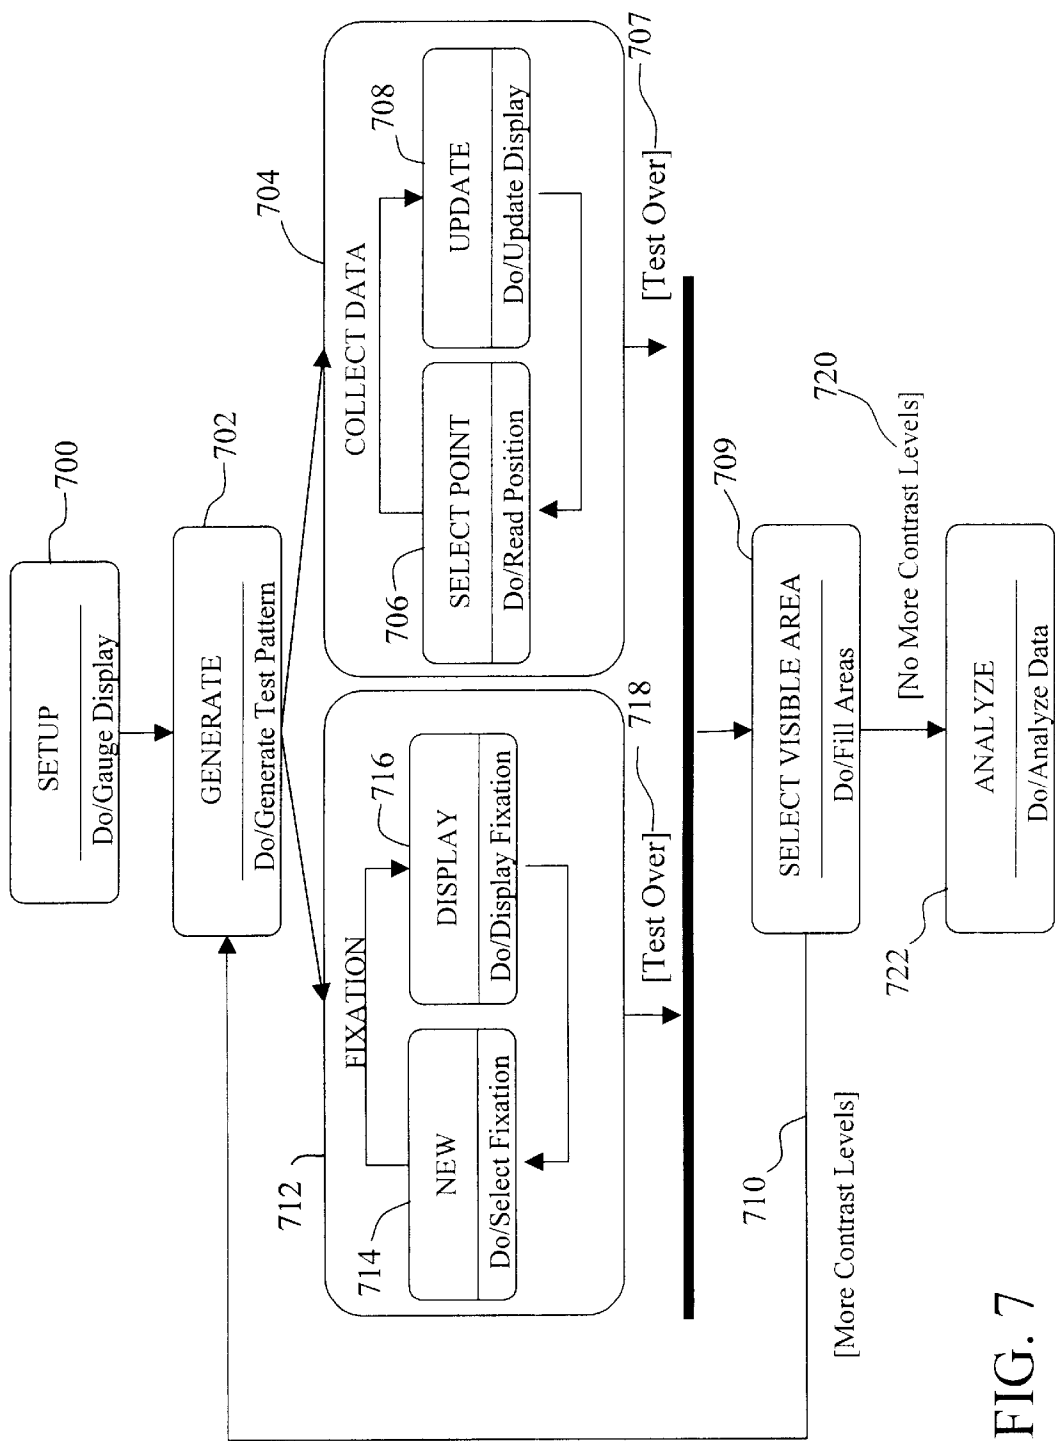 700
SETUP
Do/Gauge Display
702
GENERATE
Do/Generate Test Pattern
704
712
FIXATION
714
NEW
Do/Select Fixation
716
DISPLAY
Do/Display Fixation
COLLECT DATA
706
SELECT POINT
Do/Read Position
708
UPDATE
Do/Update Display
[Test Over]
718
[Test Over]
707
709
SELECT VISIBLE AREA
Do/Fill Areas
710
[More Contrast Levels]
[No More Contrast Levels]
720
722
ANALYZE
Do/Analyze Data
FIG. 7